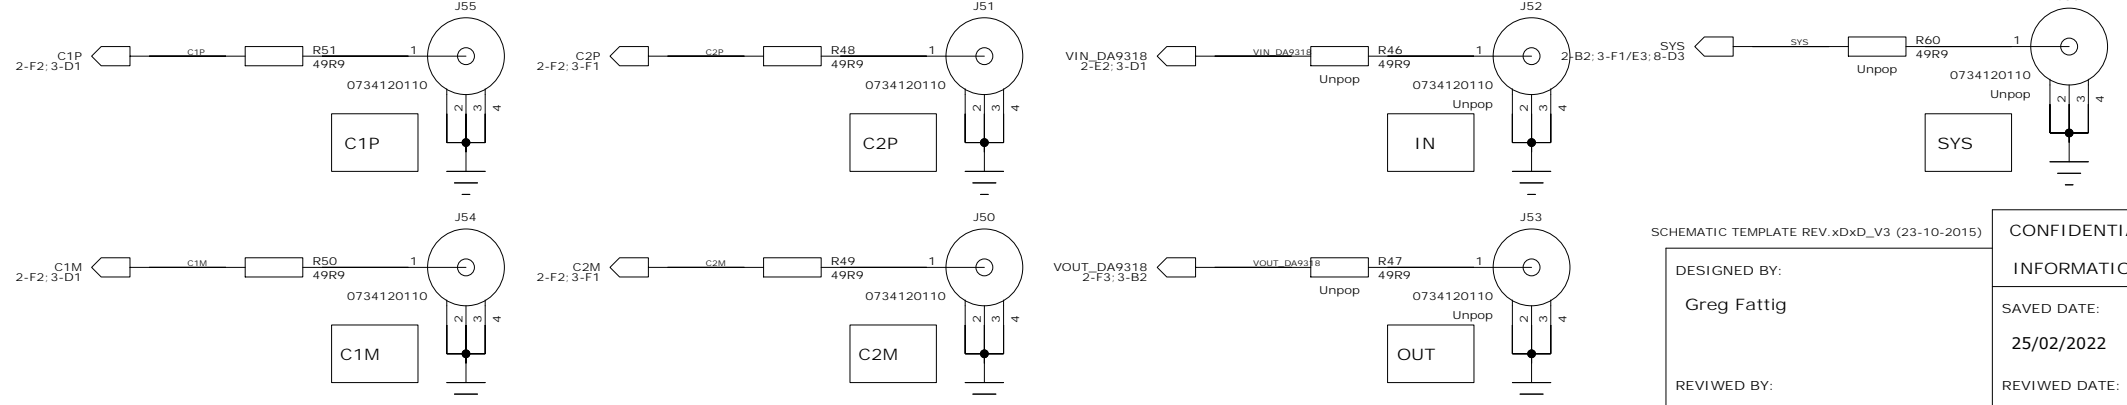 J55
C1P
2-F2;3-D1
C1P
R51
49R9
1
0734120110
2
3
4
C1P
J51
C2P
2-F2;3-F1
C2P
R48
49R9
1
0734120110
2
3
4
C2P
J52
VIN_DA9318
2-E2;3-D1
VIN_DA9318
R46
49R9
Unpop
1
0734120110
Unpop
2
3
4
IN
SYS
2-B2;3-F1/E3;8-D3
SYS
R60
49R9
Unpop
1
0734120110
Unpop
2
3
4
SYS
J54
C1M
2-F2;3-D1
C1M
R50
49R9
1
0734120110
2
3
4
C1M
J50
C2M
2-F2;3-F1
C2M
R49
49R9
1
0734120110
2
3
4
C2M
J53
VOUT_DA9318
2-F3;3-B2
VOUT_DA9318
R47
49R9
Unpop
1
0734120110
Unpop
2
3
4
OUT
SCHEMATIC TEMPLATE REV.xDxD_V3 (23-10-2015)
DESIGNED BY:
Greg Fattig
REVIWED BY:
CONFIDENTIA
INFORMATIO
SAVED DATE:
25/02/2022
REVIWED DATE: